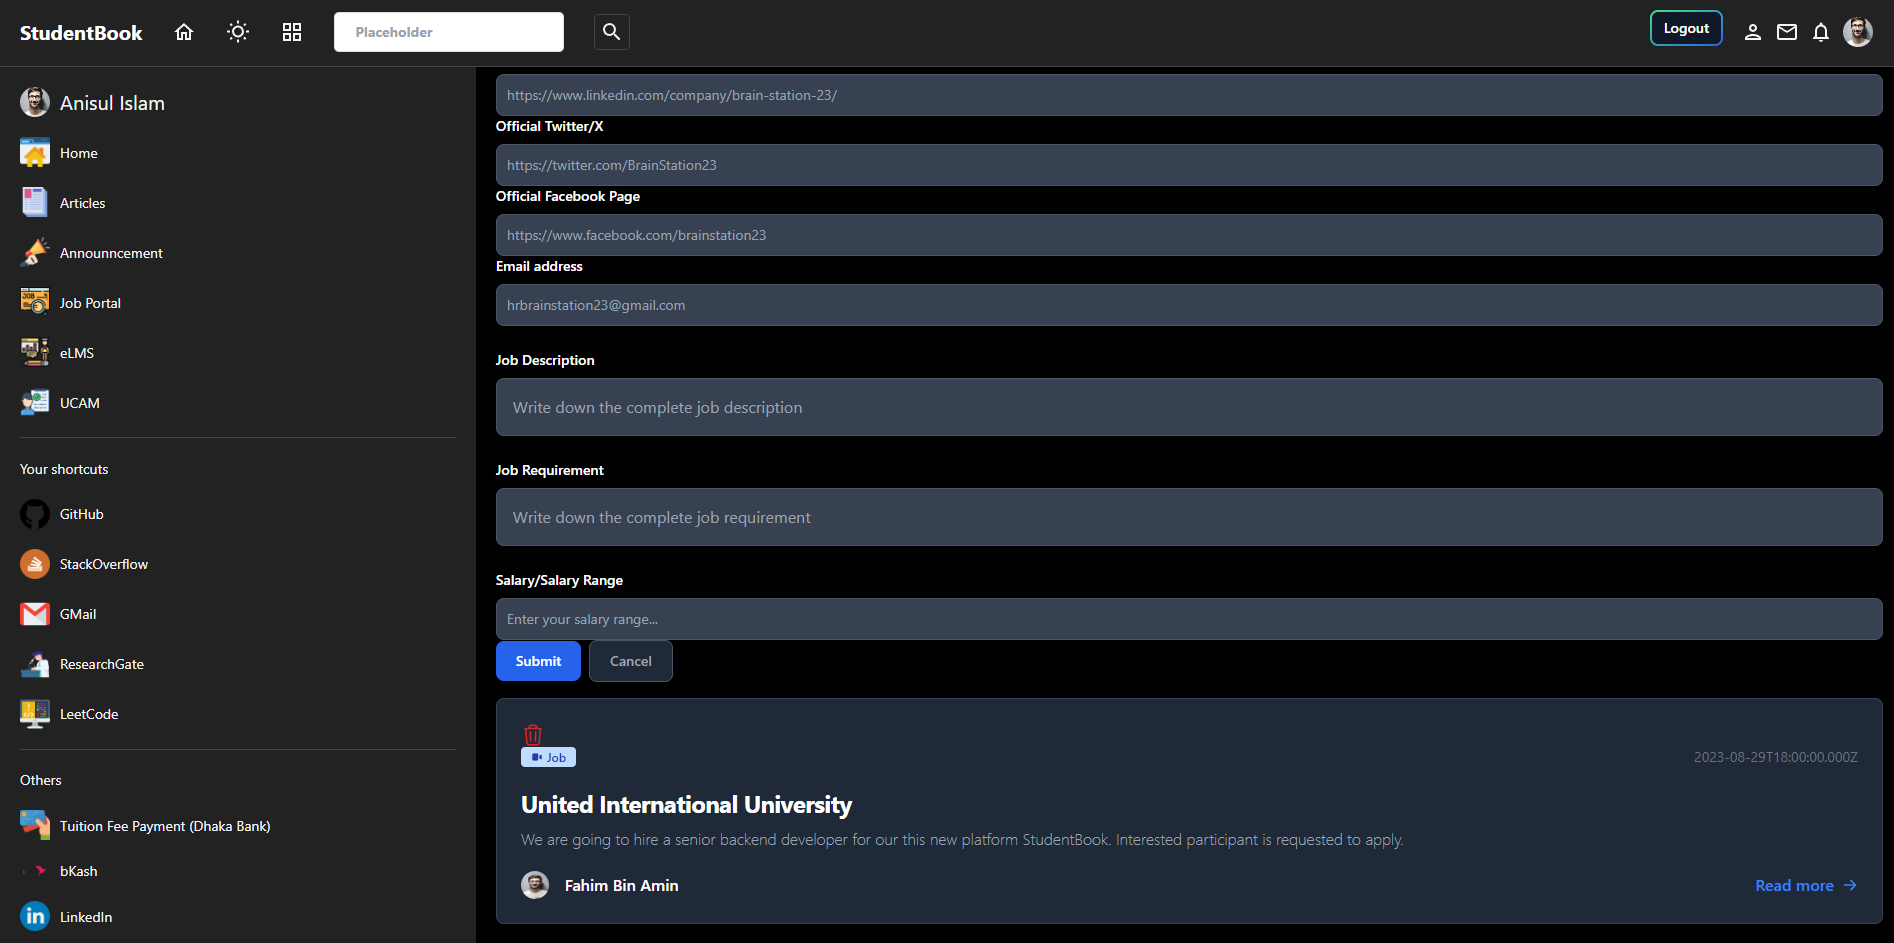 StudentBook
Placeholder
Logout
Anisul Islam
Home
Articles
Announncement
Job Portal
eLMS
UCAM
Your shortcuts
GitHub
StackOverflow
GMail
ResearchGate
LeetCode
Others
Tuition Fee Payment (Dhaka Bank)
bKash
LinkedIn
https://www.linkedin.com/company/brain-station-23/
Official Twitter/X
https://twitter.com/BrainStation23
Official Facebook Page
https://www.facebook.com/brainstation23
Email address
hrbrainstation23@gmail.com
Job Description
Write down the complete job description
Job Requirement
Write down the complete job requirement
Salary/Salary Range
Enter your salary range...
Submit Cancel
Job 2023-08-29T18:00:00.000Z
United International University
We are going to hire a senior backend developer for our this new platform StudentBook. Interested participant is requested to apply.
Fahim Bin Amin Read more →